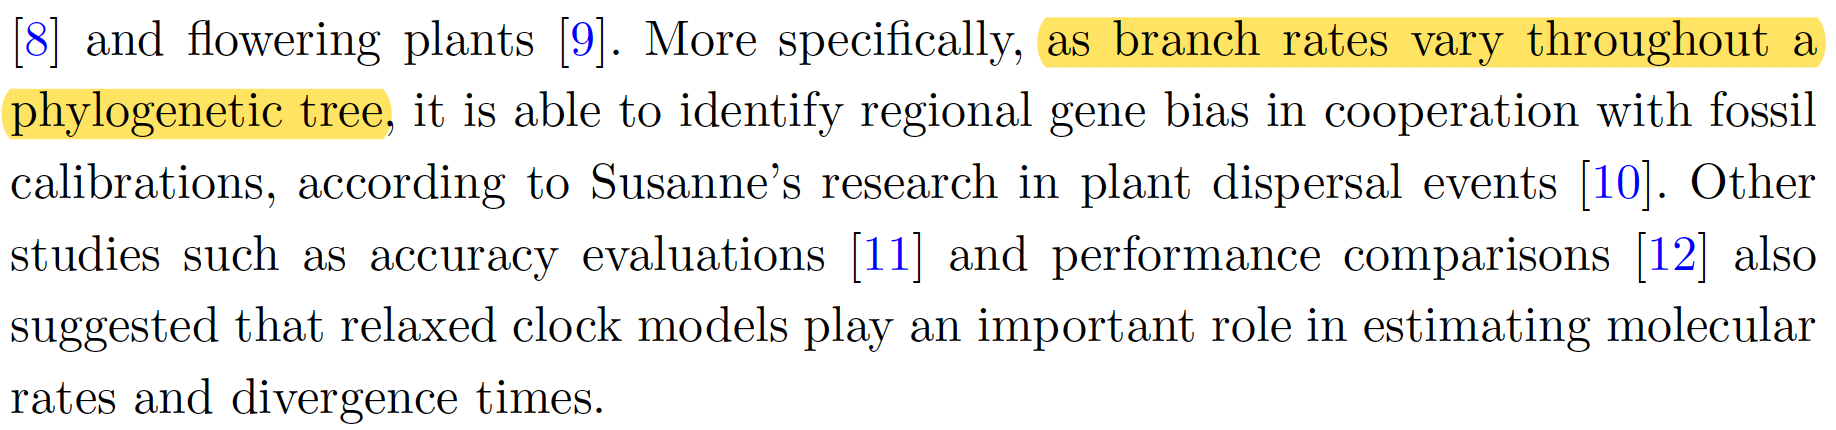 [8] and flowering plants [9]. More specifically, as branch rates vary throughout a
phylogenetic tree, it is able to identify regional gene bias in cooperation with fossil
calibrations, according to Susanne's research in plant dispersal events [10]. Other
studies such as accuracy evaluations [11] and performance comparisons [12] also
suggested that relaxed clock models play an important role in estimating molecular
rates and divergence times.